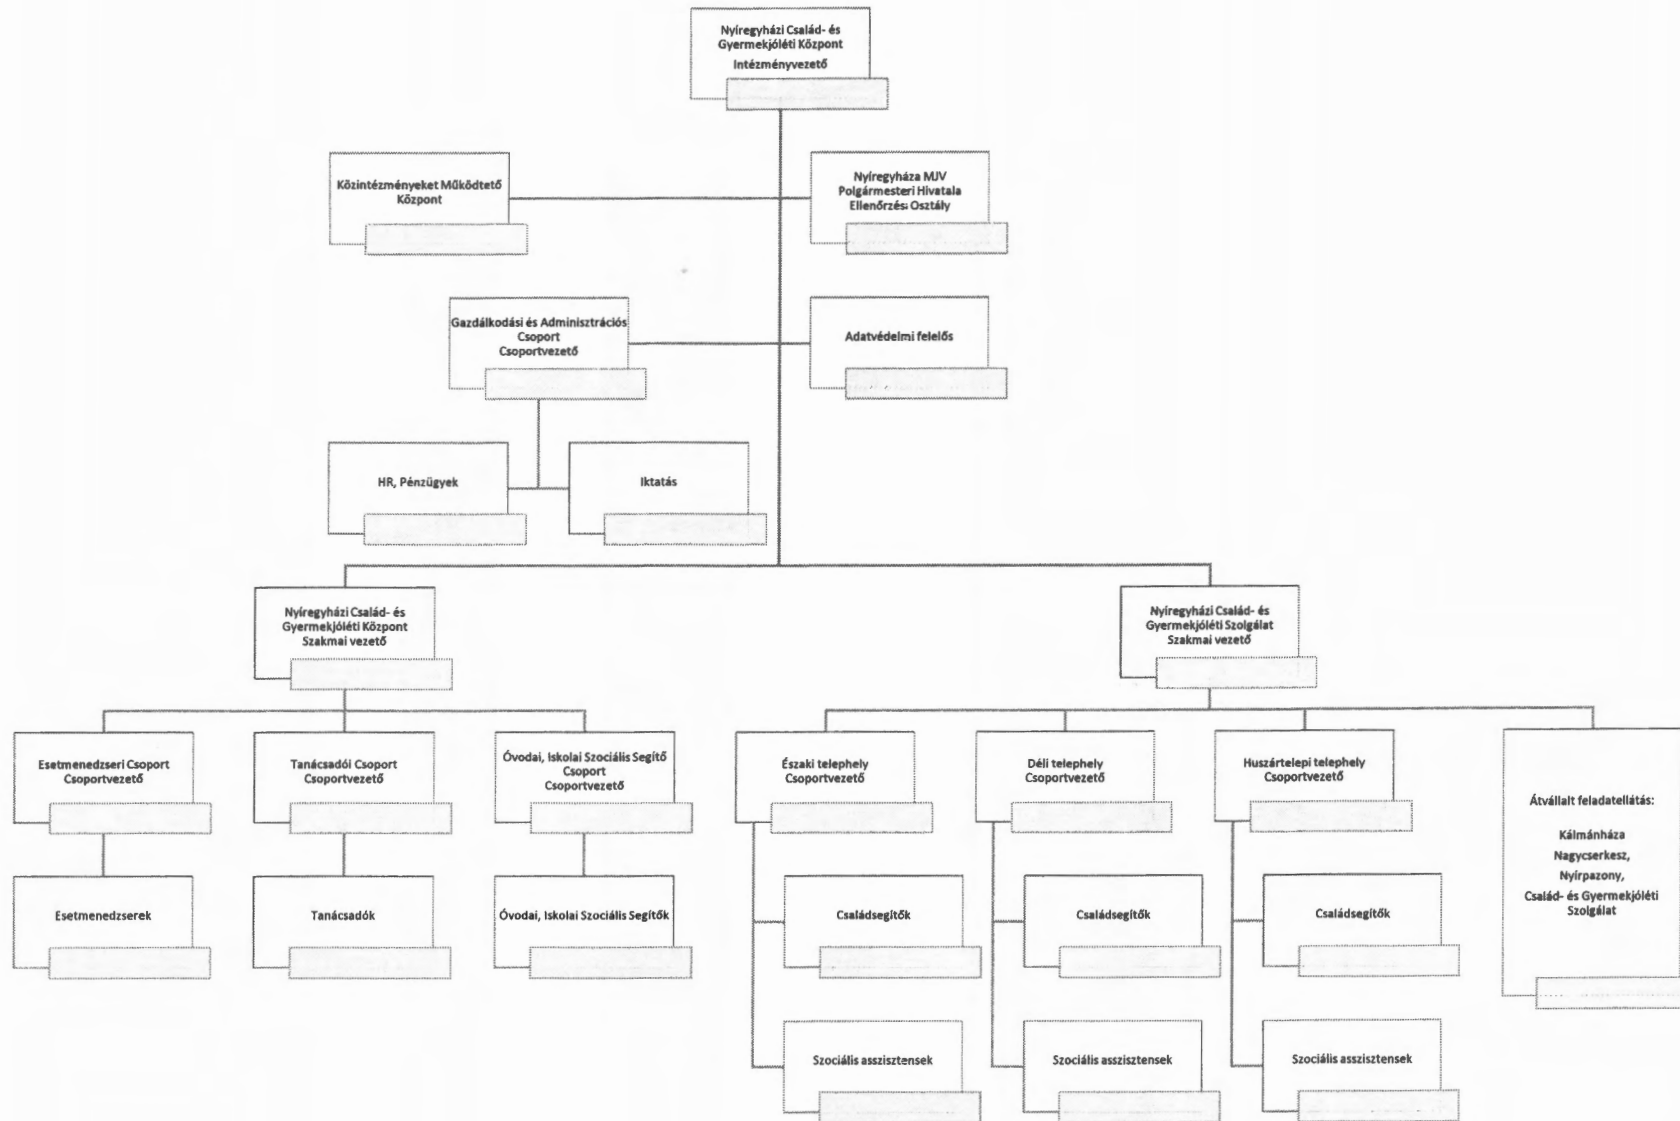 Nyíregyházi Család- és
Gyermekjóléti Központ
Intézményvezető
Közintézményeket Működtető
Központ
Nyíregyháza MJV
Polgármesteri Hivatala
Ellenőrzési Osztály
Gazdálkodási és Adminisztrációs
Csoport
Csoportvezető
Adatvédelmi felelős
HR, Pénzügyek
Iktatás
Nyíregyházi Család- és
Gyermekjóléti Központ
Szakmai vezető
Nyíregyházi Család- és
Gyermekjóléti Szolgálat
Szakmai vezető
Esetmenedzseri Csoport
Csoportvezető
Tanácsadói Csoport
Csoportvezető
Óvodai, Iskolai Szociális Segítő
Csoport
Csoportvezető
Északi telephely
Csoportvezető
Déli telephely
Csoportvezető
Huszártelepi telephely
Csoportvezető
Átvállalt feladatellátás:
Kálmánháza
Nagycserkesz,
Nyírpazony,
Család- és Gyermekjóléti
Szolgálat
Esetmenedzserek
Tanácsadók
Óvodai, Iskolai Szociális Segítők
Családsegítők
Családsegítők
Családsegítők
Szociális asszisztensek
Szociális asszisztensek
Szociális asszisztensek